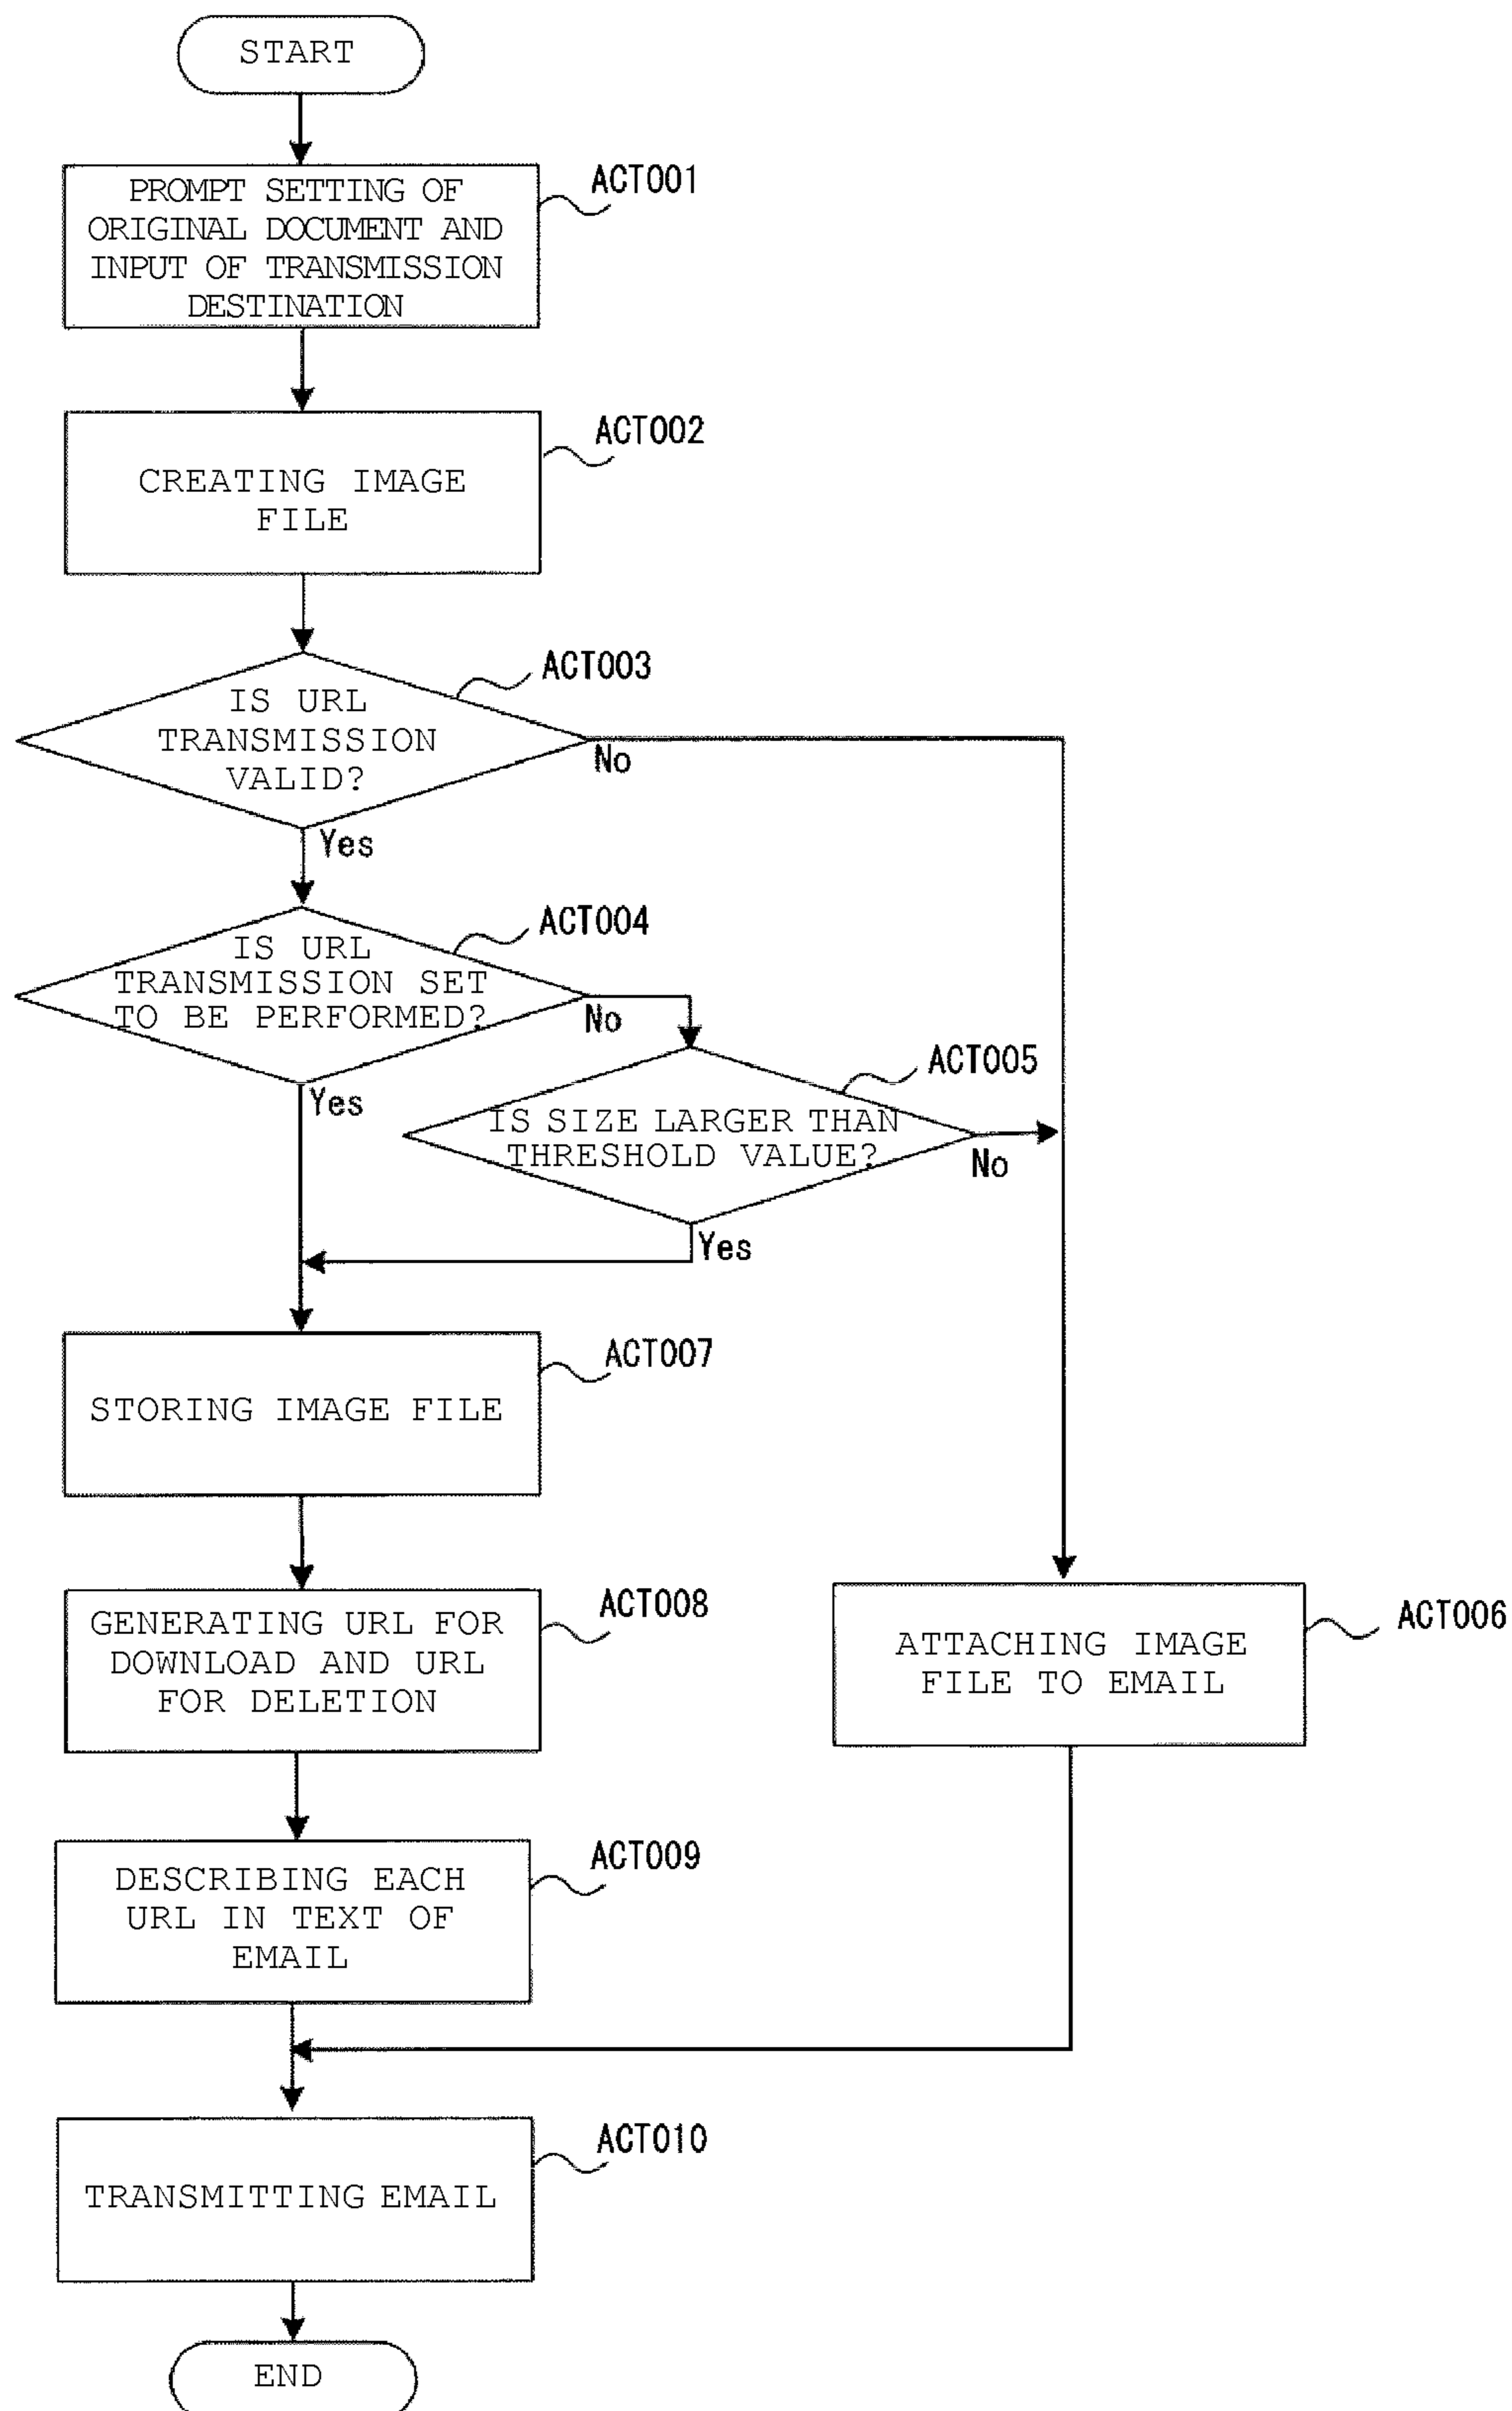 START
ACT001
PROMPT SETTING OF
ORIGINAL DOCUMENT AND
INPUT OF TRANSMISSION
DESTINATION
ACT002
CREATING IMAGE
FILE
ACT003
IS URL
TRANSMISSION
VALID?
No
Yes
ACT004
IS URL
TRANSMISSION SET
TO BE PERFORMED?
No
Yes
ACT005
IS SIZE LARGER THAN
THRESHOLD VALUE?
No
Yes
ACT007
STORING IMAGE FILE
ACT008
GENERATING URL FOR
DOWNLOAD AND URL
FOR DELETION
ACT006
ATTACHING IMAGE
FILE TO EMAIL
ACT009
DESCRIBING EACH
URL IN TEXT OF
EMAIL
ACT010
TRANSMITTING EMAIL
END